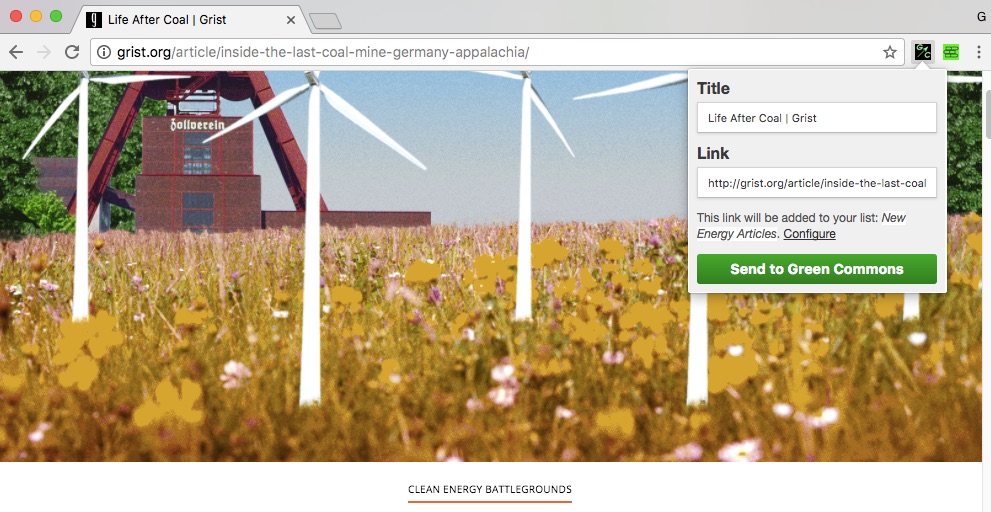 Life After Coal | Grist
G
grist.org/article/inside-the-last-coal-mine-germany-appalachia/
Zollverein
Title
Life After Coal | Grist
Link
http://grist.org/article/inside-the-last-coal
This link will be added to your list: New
Energy Articles. Configure
Send to Green Commons
CLEAN ENERGY BATTLEGROUNDS